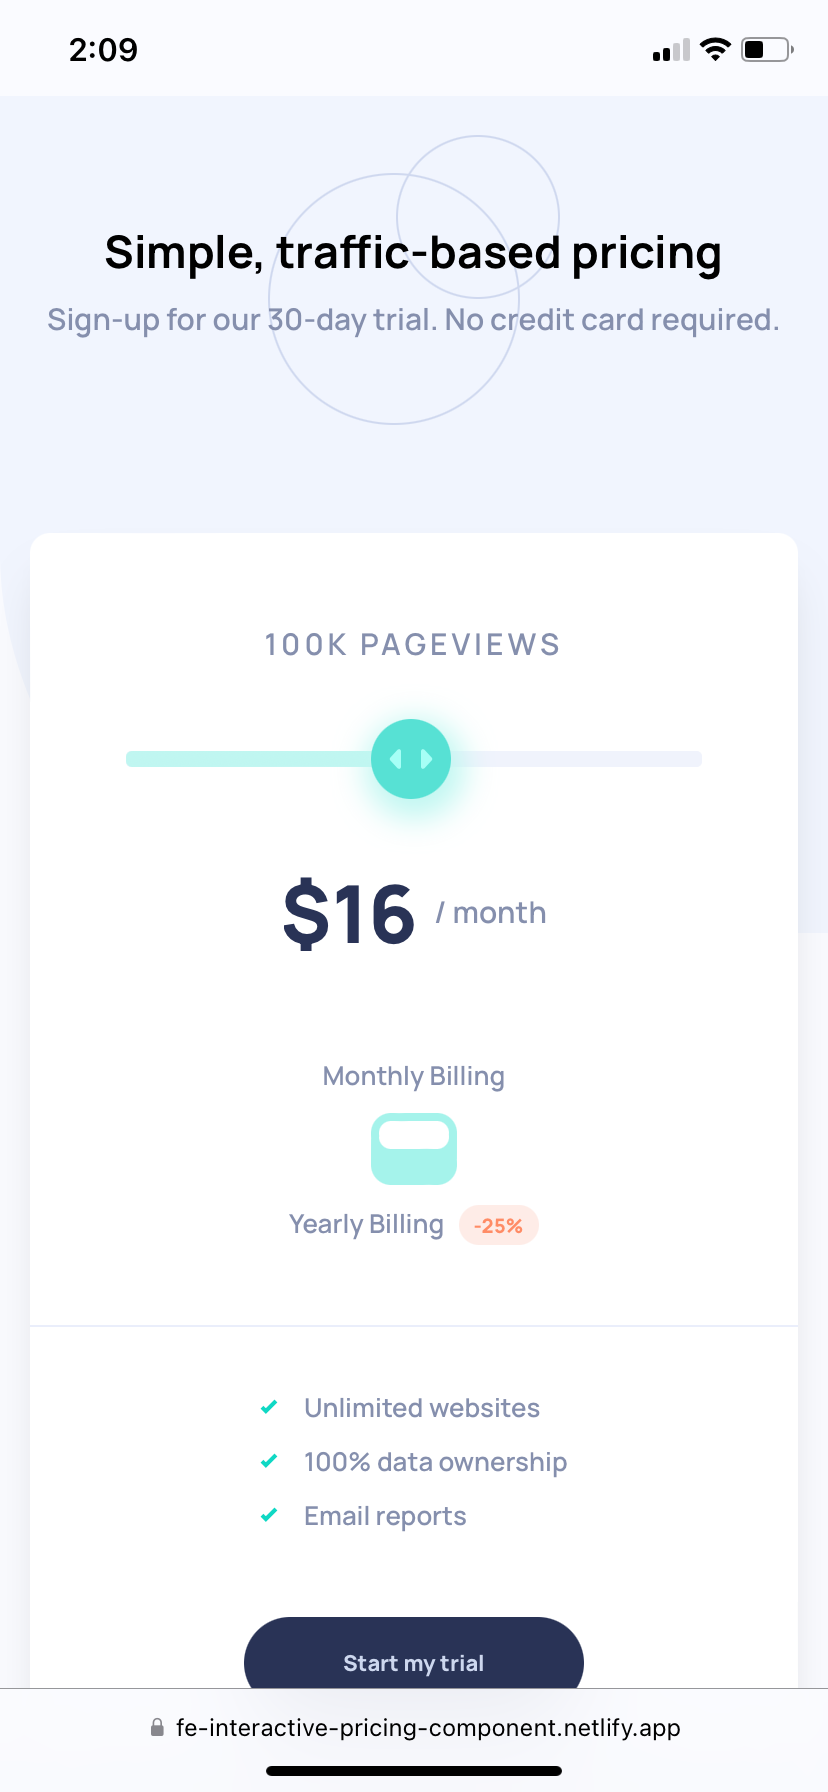 2:09
Simple, traffic-based pricing
Sign-up for our 30-day trial. No credit card required.
100K PAGEVIEWS
$16 / month
Monthly Billing
Yearly Billing -25%
Unlimited websites
100% data ownership
Email reports
Start my trial
fe-interactive-pricing-component.netlify.app